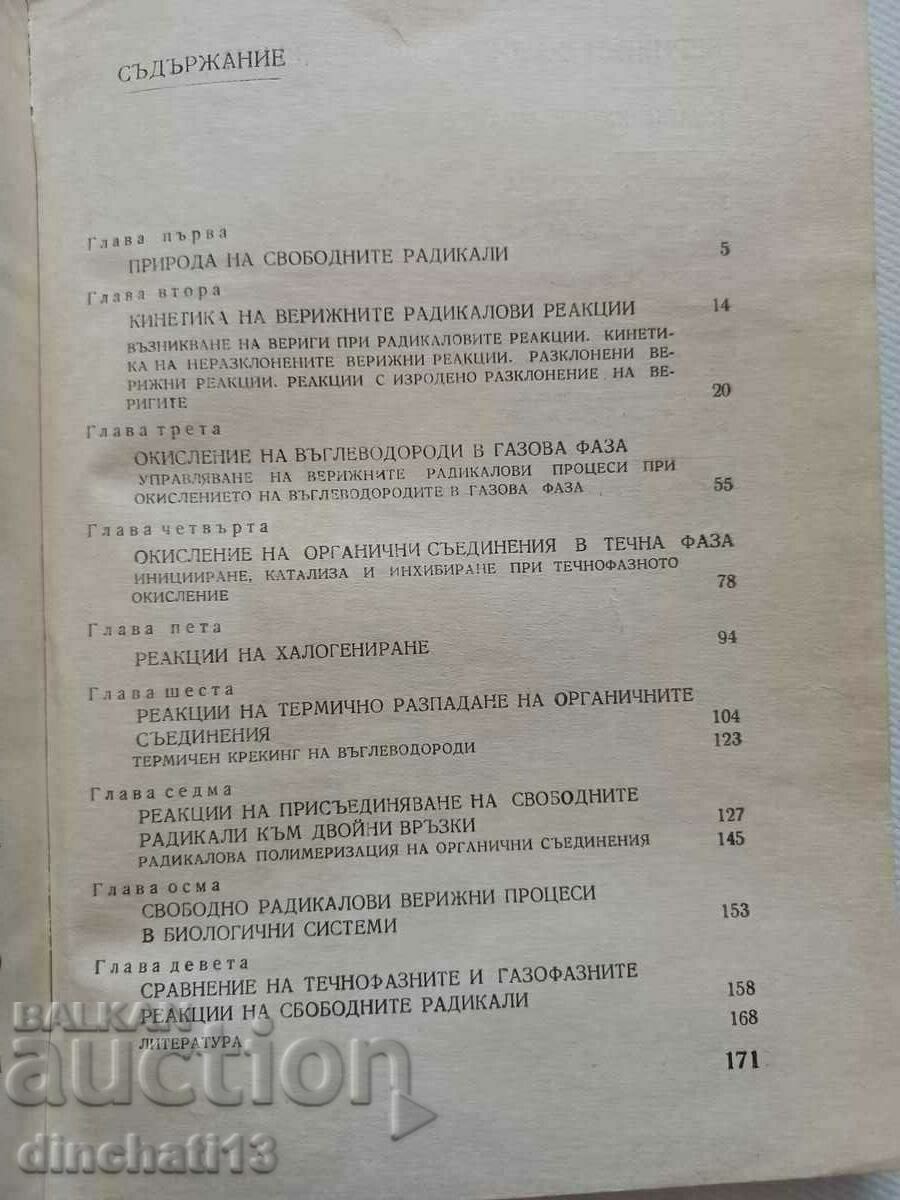 СЪДЪРЖАНИЕ
Глава първа
ПРИРОДА НА СВОБОДНИТЕ РАДИКАЛИ 5
Глава втора
КИНЕТИКА НА ВЕРИЖНИТЕ РАДИКАЛОВИ РЕАКЦИИ 14
ВЪЗНИКВАНЕ НА ВЕРИГИ ПРИ РАДИКАЛОВИТЕ РЕАКЦИИ. КИНЕТИ-
КА НА НЕРАЗКЛОНЕНИТЕ ВЕРИЖНИ РЕАКЦИИ. РАЗКЛОНЕНИ ВЕ-
РИЖНИ РЕАКЦИИ. РЕАКЦИИ С ИЗРОДЕНО РАЗКЛОНЕНИЕ НА ВЕ-
РИГИТЕ 20
Глава трета
ОКИСЛЕНИЕ НА ВЪГЛЕВОДОРОДИ В ГАЗОВА ФАЗА
УПРАВЛЯВАНЕ НА ВЕРИЖНИТЕ РАДИКАЛОВИ ПРОЦЕСИ ПРИ
ОКИСЛЕНИЕТО НА ВЪГЛЕВОДОРОДИТЕ В ГАЗОВА ФАЗА 55
Глава четвърта
ОКИСЛЕНИЕ НА ОРГАНИЧНИ СЪЕДИНЕНИЯ В ТЕЧНА ФАЗА
ИНИЦИИРАНЕ, КАТАЛИЗА И ИНХИБИРАНЕ ПРИ ТЕЧНОФАЗНОТО
ОКИСЛЕНИЕ 78
Глава пета
РЕАКЦИИ НА ХАЛОГЕНИРАНЕ 94
Глава шеста
РЕАКЦИИ НА ТЕРМИЧНО РАЗПАДАНЕ НА ОРГАНИЧНИТЕ
СЪЕДИНЕНИЯ 104
ТЕРМИЧЕН КРЕКИНГ НА ВЪГЛЕВОДОРОДИ 123
Глава седма
РЕАКЦИИ НА ПРИСЪЕДИНЯВАНЕ НА СВОБОДНИТЕ
РАДИКАЛИ КЪМ ДВОЙНИ ВРЪЗКИ 127
РАДИКАЛОВА ПОЛИМЕРИЗАЦИЯ НА ОРГАНИЧНИ СЪЕДИНЕНИЯ 145
Глава осма
СВОБОДНО РАДИКАЛОВИ ВЕРИЖНИ ПРОЦЕСИ
В БИОЛОГИЧНИ СИСТЕМИ 153
Глава девета
СРАВНЕНИЕ НА ТЕЧНОФАЗНИТЕ И ГАЗОФАЗНИТЕ
РЕАКЦИИ НА СБОБОДНИТЕ РАДИКАЛИ 158
ЛИТЕРАТУРА 168
171
BALKAN
auction
dinchati13